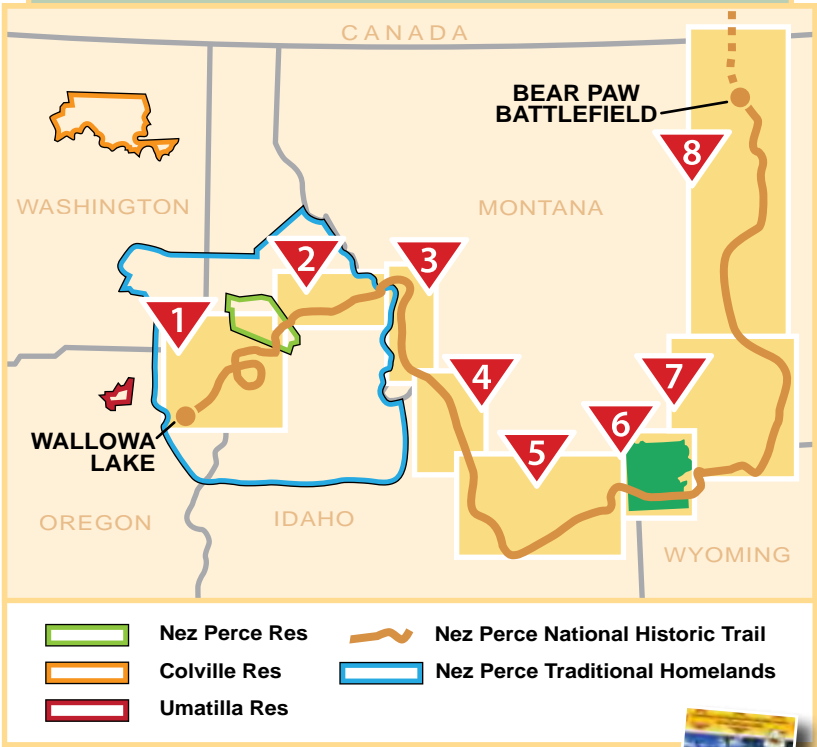 CANADA
BEAR PAW
BATTLEFIELD
8
WASHINGTON
MONTANA
2
3
1
4
7
6
WALLOWA
LAKE
5
OREGON
IDAHO
WYOMING
Nez Perce Res
Nez Perce National Historic Trail
Colville Res
Nez Perce Traditional Homelands
Umatilla Res